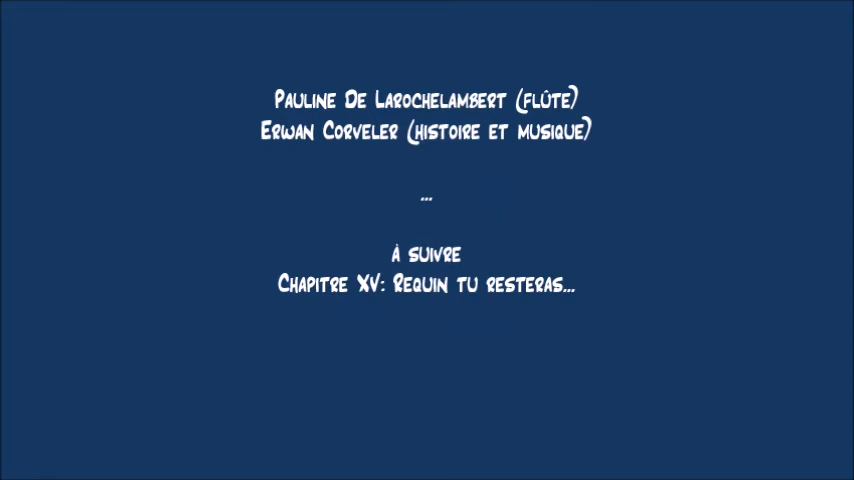 Pauline De Larochelambert (flûte)
Erwan Corveler (histoire et musique)
...
à suivre
Chapitre XV: Requin tu resteras...